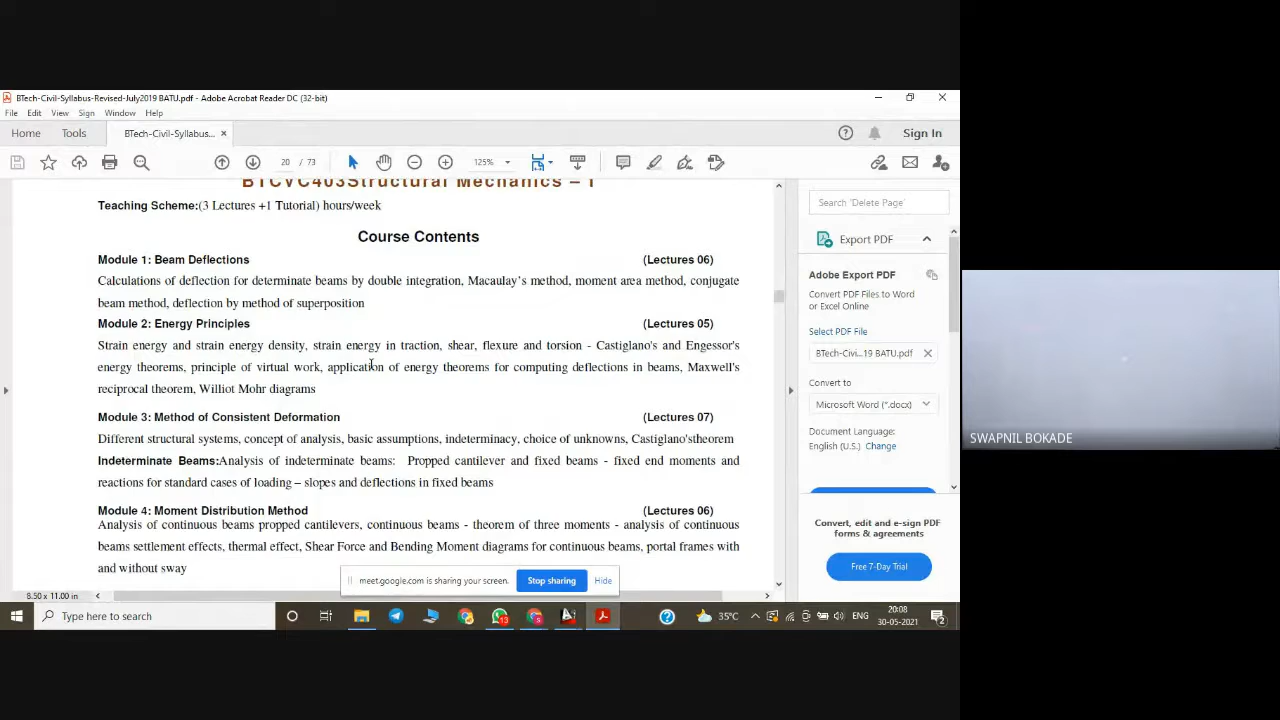 BTech-Civil-Syllabus-Revised-July2019 BATU.pdf - Adobe Acrobat Reader DC (32-bit)
File Edit View Sign Window Help
Home Tools BTech-Civil-Syllabus... × Sign In
20 / 73 125%
BTCVC403Structural Mechanics – I
Teaching Scheme:(3 Lectures +1 Tutorial) hours/week
Course Contents
Module 1: Beam Deflections (Lectures 06)
Calculations of deflection for determinate beams by double integration, Macaulay's method, moment area method, conjugate
beam method, deflection by method of superposition
Module 2: Energy Principles (Lectures 05)
Strain energy and strain energy density, strain energy in traction, shear, flexure and torsion - Castiglano's and Engessor's
energy theorems, principle of virtual work, application of energy theorems for computing deflections in beams, Maxwell's
reciprocal theorem, Williot Mohr diagrams
Module 3: Method of Consistent Deformation (Lectures 07)
Different structural systems, concept of analysis, basic assumptions, indeterminacy, choice of unknowns, Castiglano'stheorem
Indeterminate Beams:Analysis of indeterminate beams: Propped cantilever and fixed beams - fixed end moments and
reactions for standard cases of loading – slopes and deflections in fixed beams
Module 4: Moment Distribution Method (Lectures 06)
Analysis of continuous beams propped cantilevers, continuous beams - theorem of three moments - analysis of continuous
beams settlement effects, thermal effect, Shear Force and Bending Moment diagrams for continuous beams, portal frames with
and without sway
8.50 x 11.00 in
meet.google.com is sharing your screen. Stop sharing Hide
Search 'Delete Page'
Export PDF
Adobe Export PDF
Convert PDF Files to Word
or Excel Online
Select PDF File
BTech-Civi...19 BATU.pdf
Convert to
Microsoft Word (*.docx)
Document Language:
English (U.S.) Change
Convert, edit and e-sign PDF
forms & agreements
Free 7-Day Trial
SWAPNIL BOKADE
Type here to search
13
35°C
ENG
20:08
30-05-2021
2